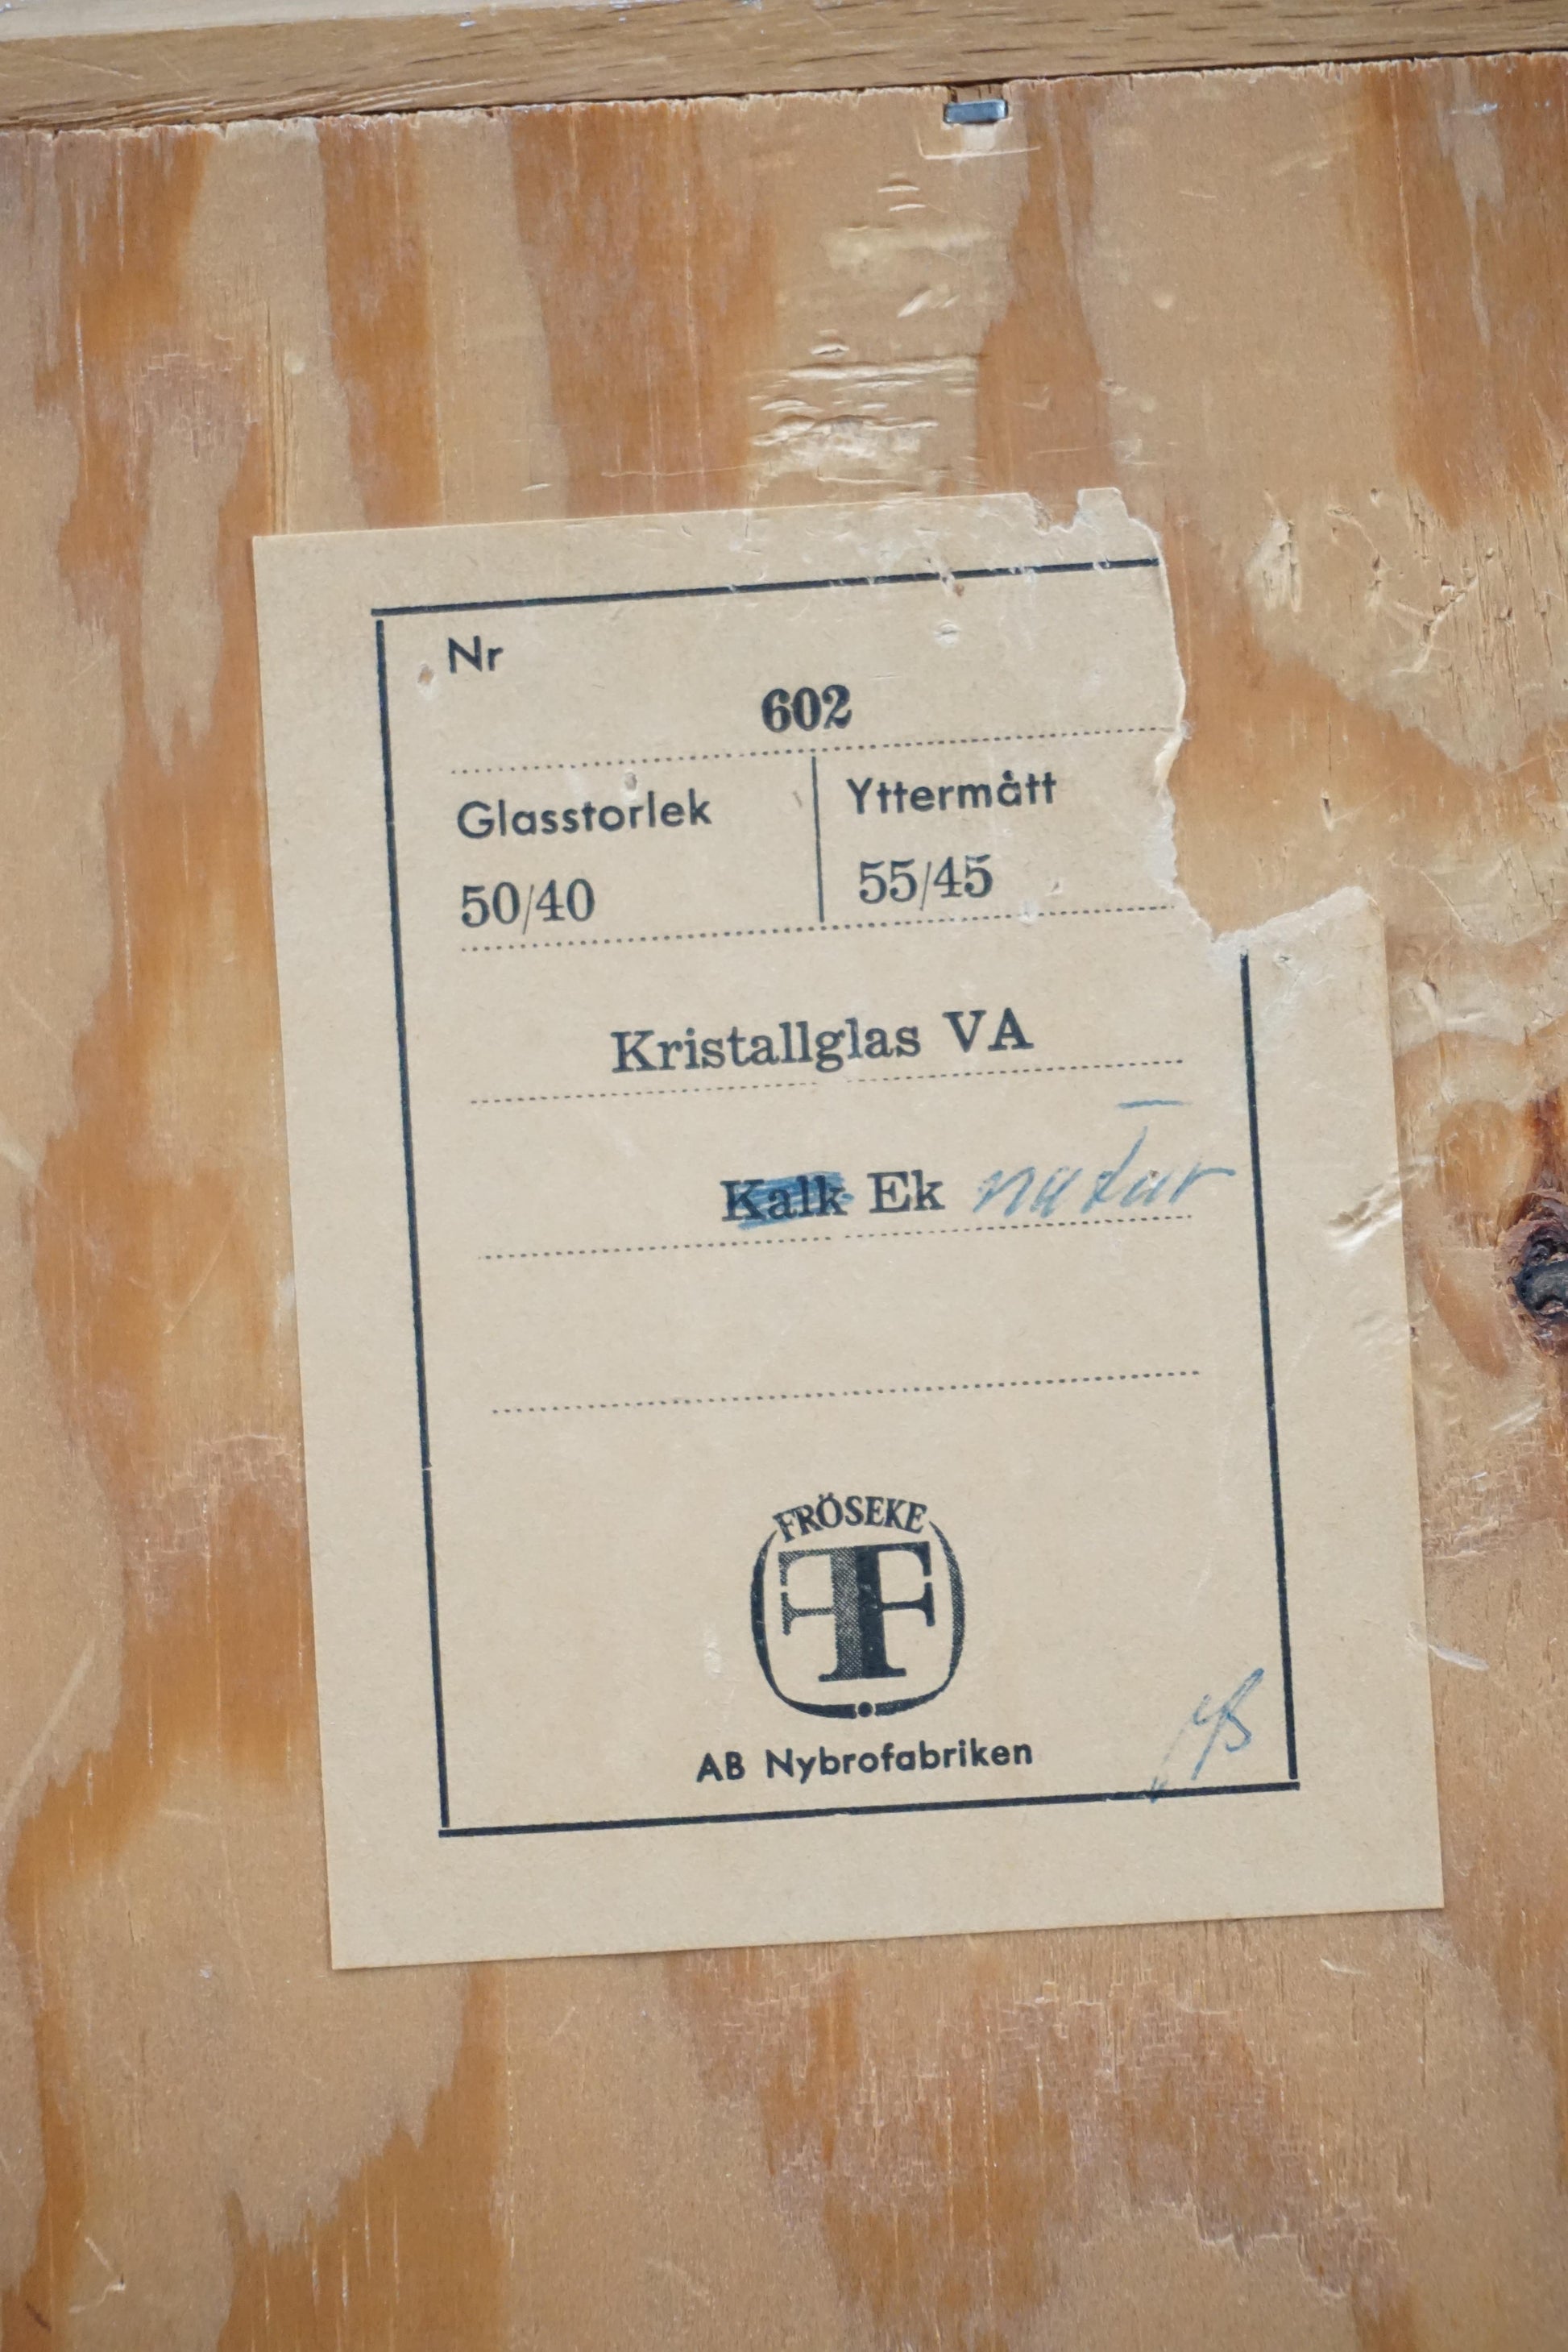 Nr
602
Glasstorlek
Yttermått
50/40
55/45
Kristallglas VA
Kalk Ek natur
FRÖSEKE
F
AB Nybrofabriken